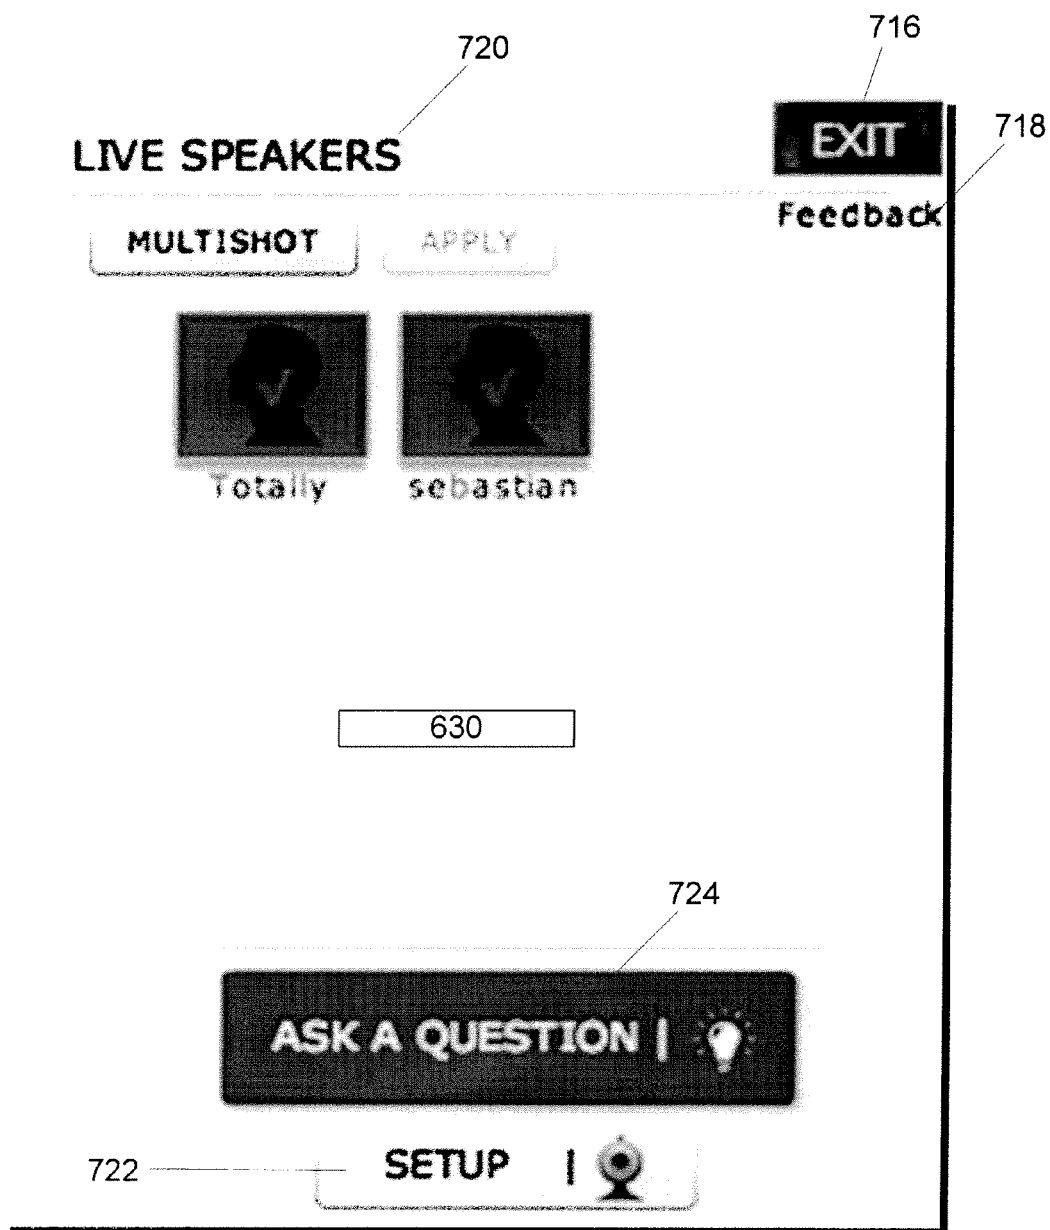 720
716
LIVE SPEAKERS
EXIT
718
Feedback
MULTISHOT APPLY
Totally sebastian
630
724
ASK A QUESTION |
722
SETUP |